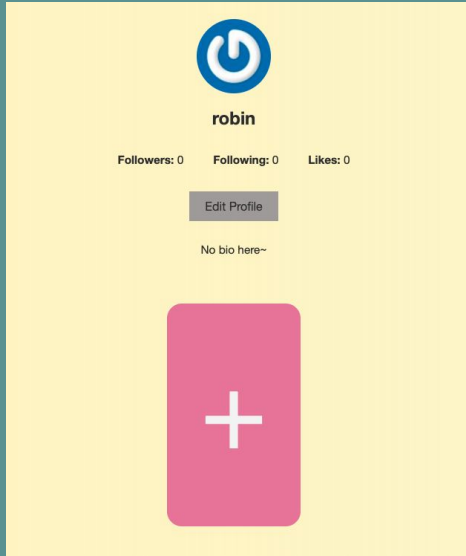 robin
Followers: 0 Following: 0 Likes: 0
Edit Profile
No bio here~